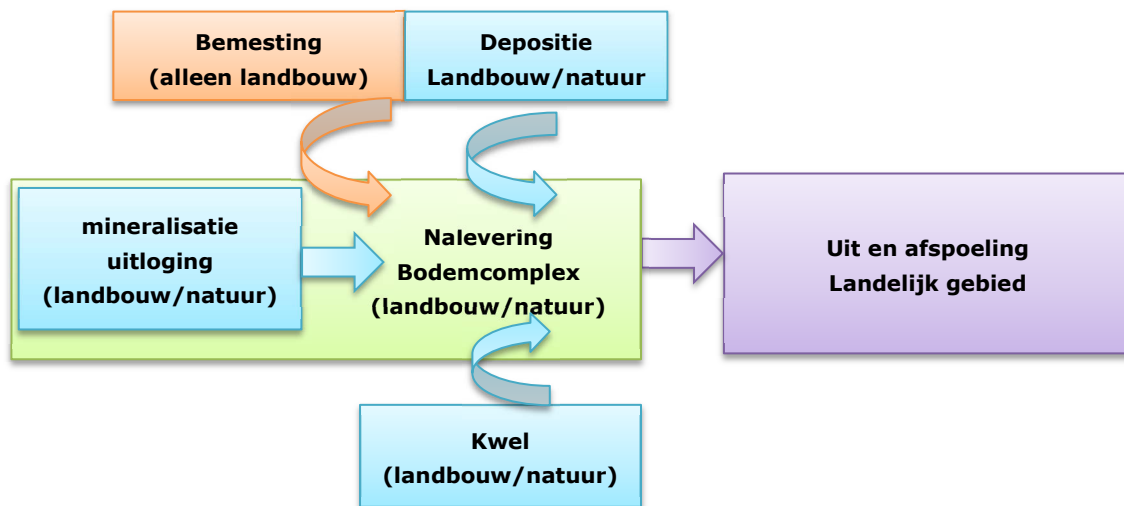 Bemesting
(alleen landbouw)
Depositie
Landbouw/natuur
mineralisatie
uitloging
(landbouw/natuur)
Nalevering
Bodemcomplex
(landbouw/natuur)
Uit en afspoeling
Landelijk gebied
Kwel
(landbouw/natuur)